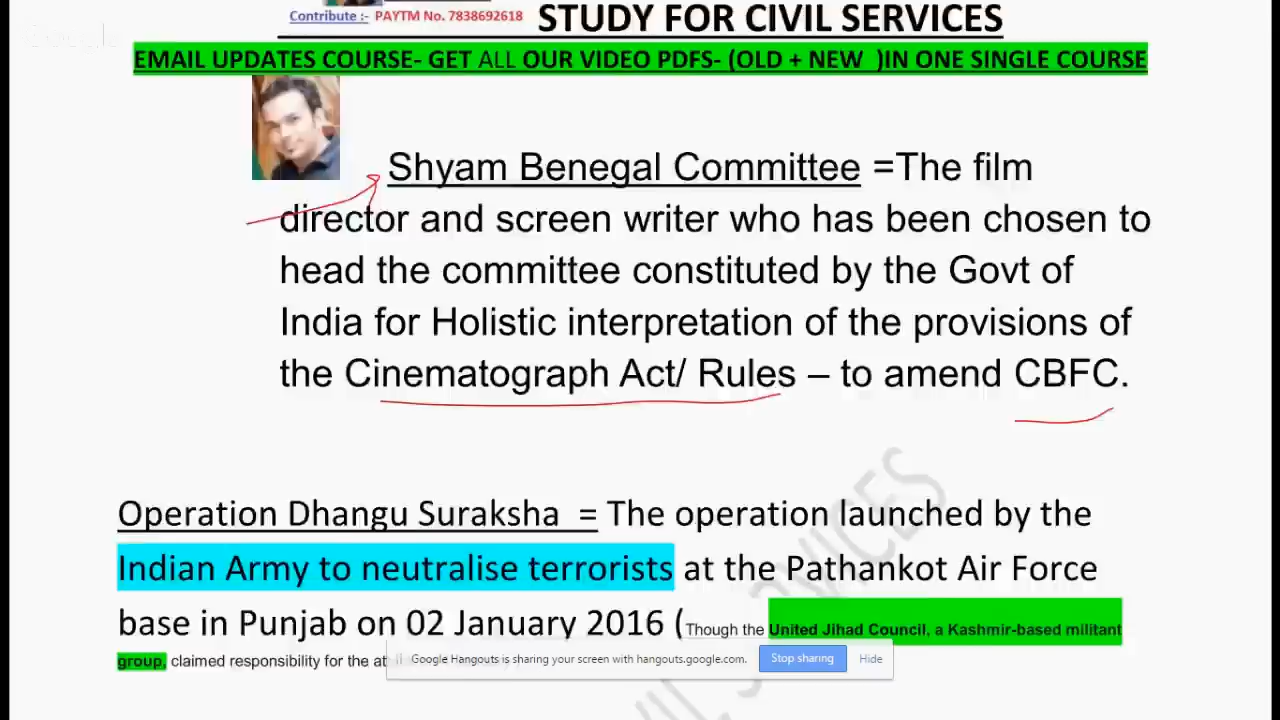 Google
Contribute :- PAYTM No. 7838692618 STUDY FOR CIVIL SERVICES
EMAIL UPDATES COURSE- GET ALL OUR VIDEO PDFS- (OLD + NEW )IN ONE SINGLE COURSE
Shyam Benegal Committee =The film
director and screen writer who has been chosen to
head the committee constituted by the Govt of
India for Holistic interpretation of the provisions of
the Cinematograph Act/ Rules – to amend CBFC.
Operation Dhangu Suraksha = The operation launched by the
Indian Army to neutralise terrorists at the Pathankot Air Force
base in Punjab on 02 January 2016 (Though the United Jihad Council, a Kashmir-based militant
group, claimed responsibility for the
Google Hangouts is sharing your screen with hangouts.google.com. Stop sharing Hide